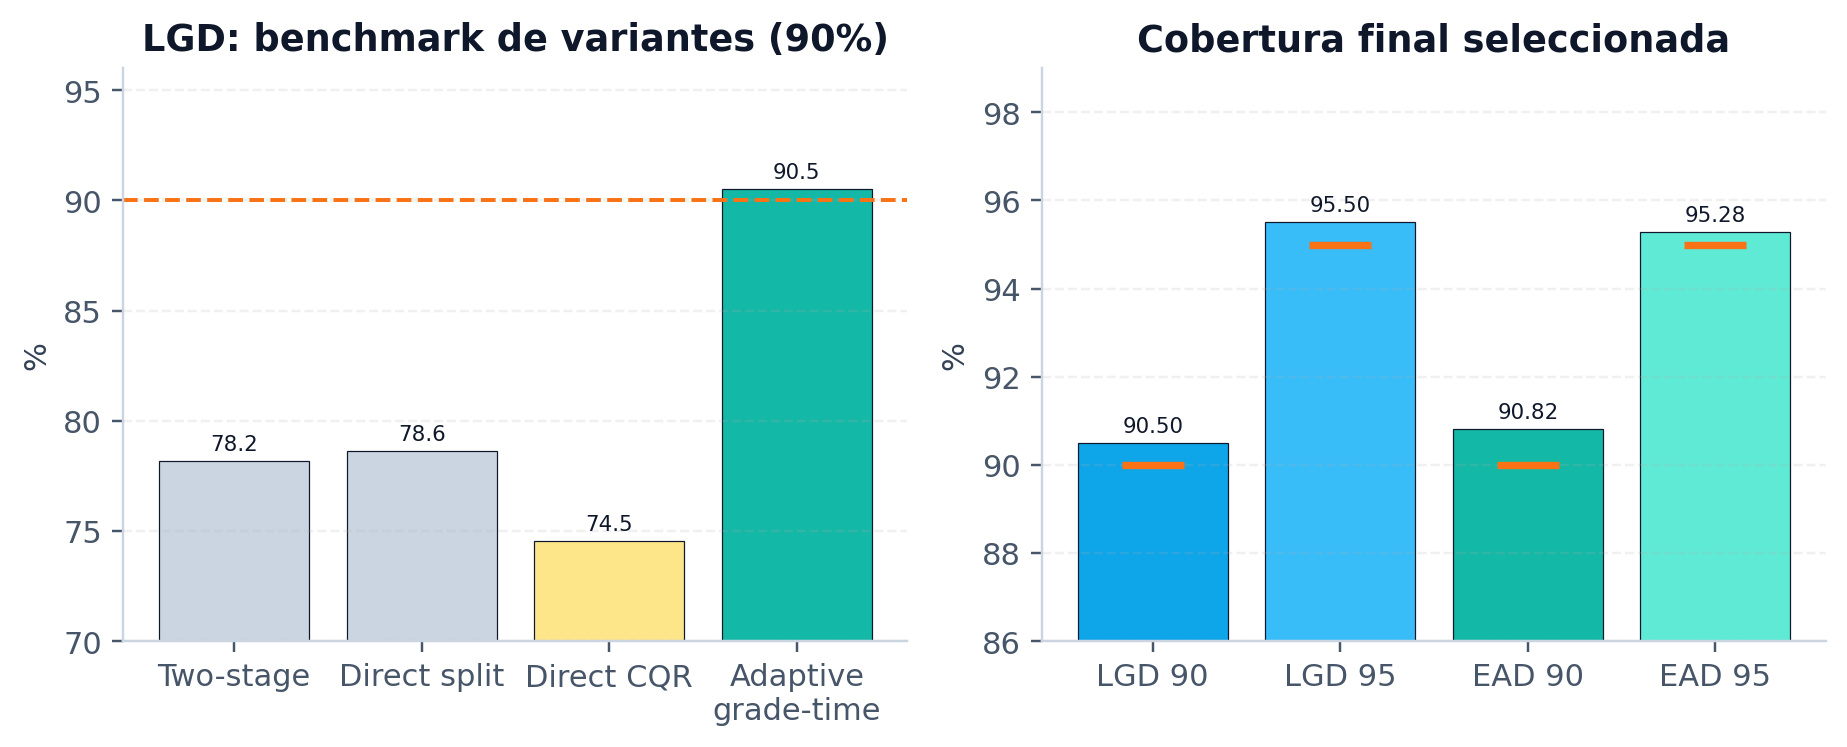 LGD: benchmark de variantes (90%)
%
95
90
85
80
75
70
78.2
78.6
74.5
90.5
Two-stage
Direct split
Direct CQR
Adaptive
grade-time
Cobertura final seleccionada
%
98
96
94
92
90
88
86
90.50
95.50
90.82
95.28
LGD 90
LGD 95
EAD 90
EAD 95